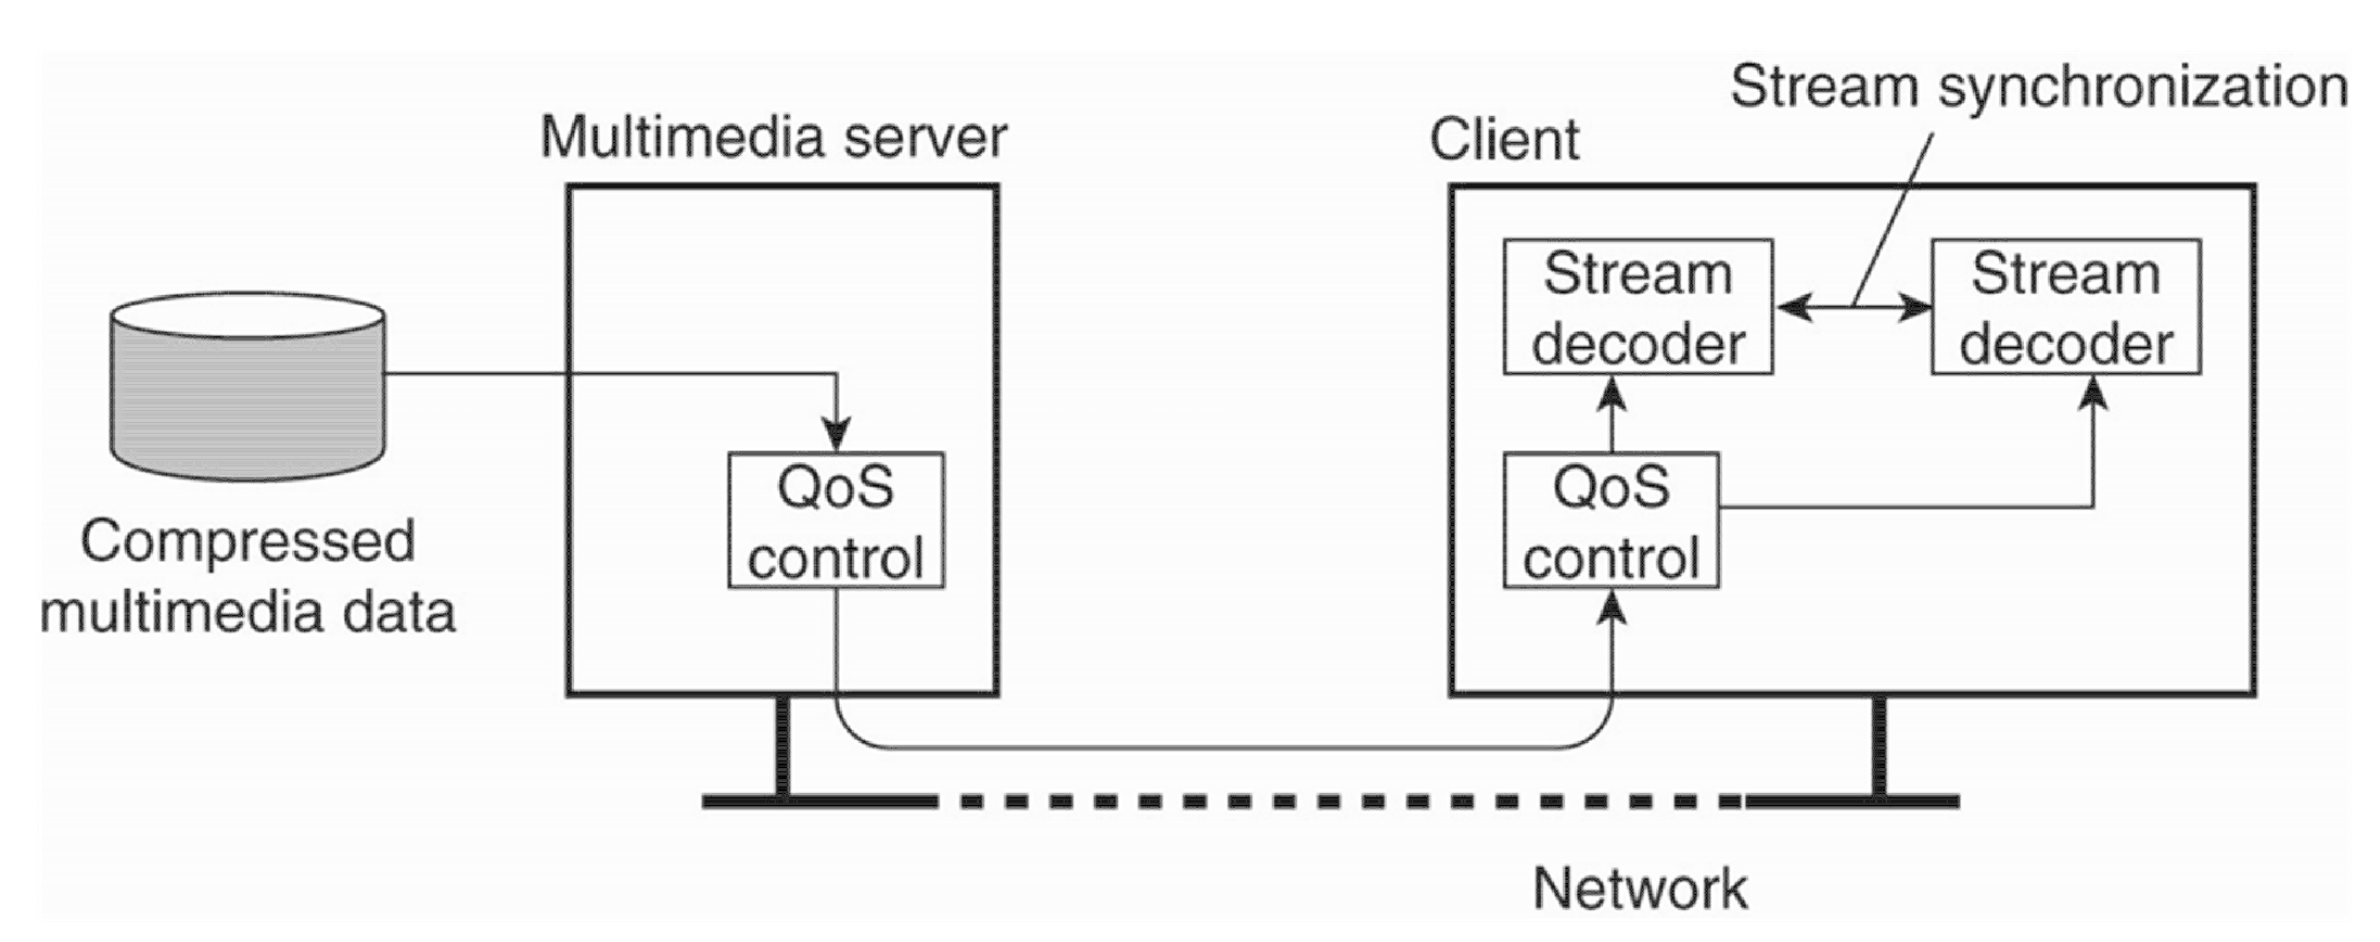 Stream synchronization
Multimedia server
Client
Stream
decoder
Stream
decoder
QoS
control
QoS
control
Compressed
multimedia data
Network